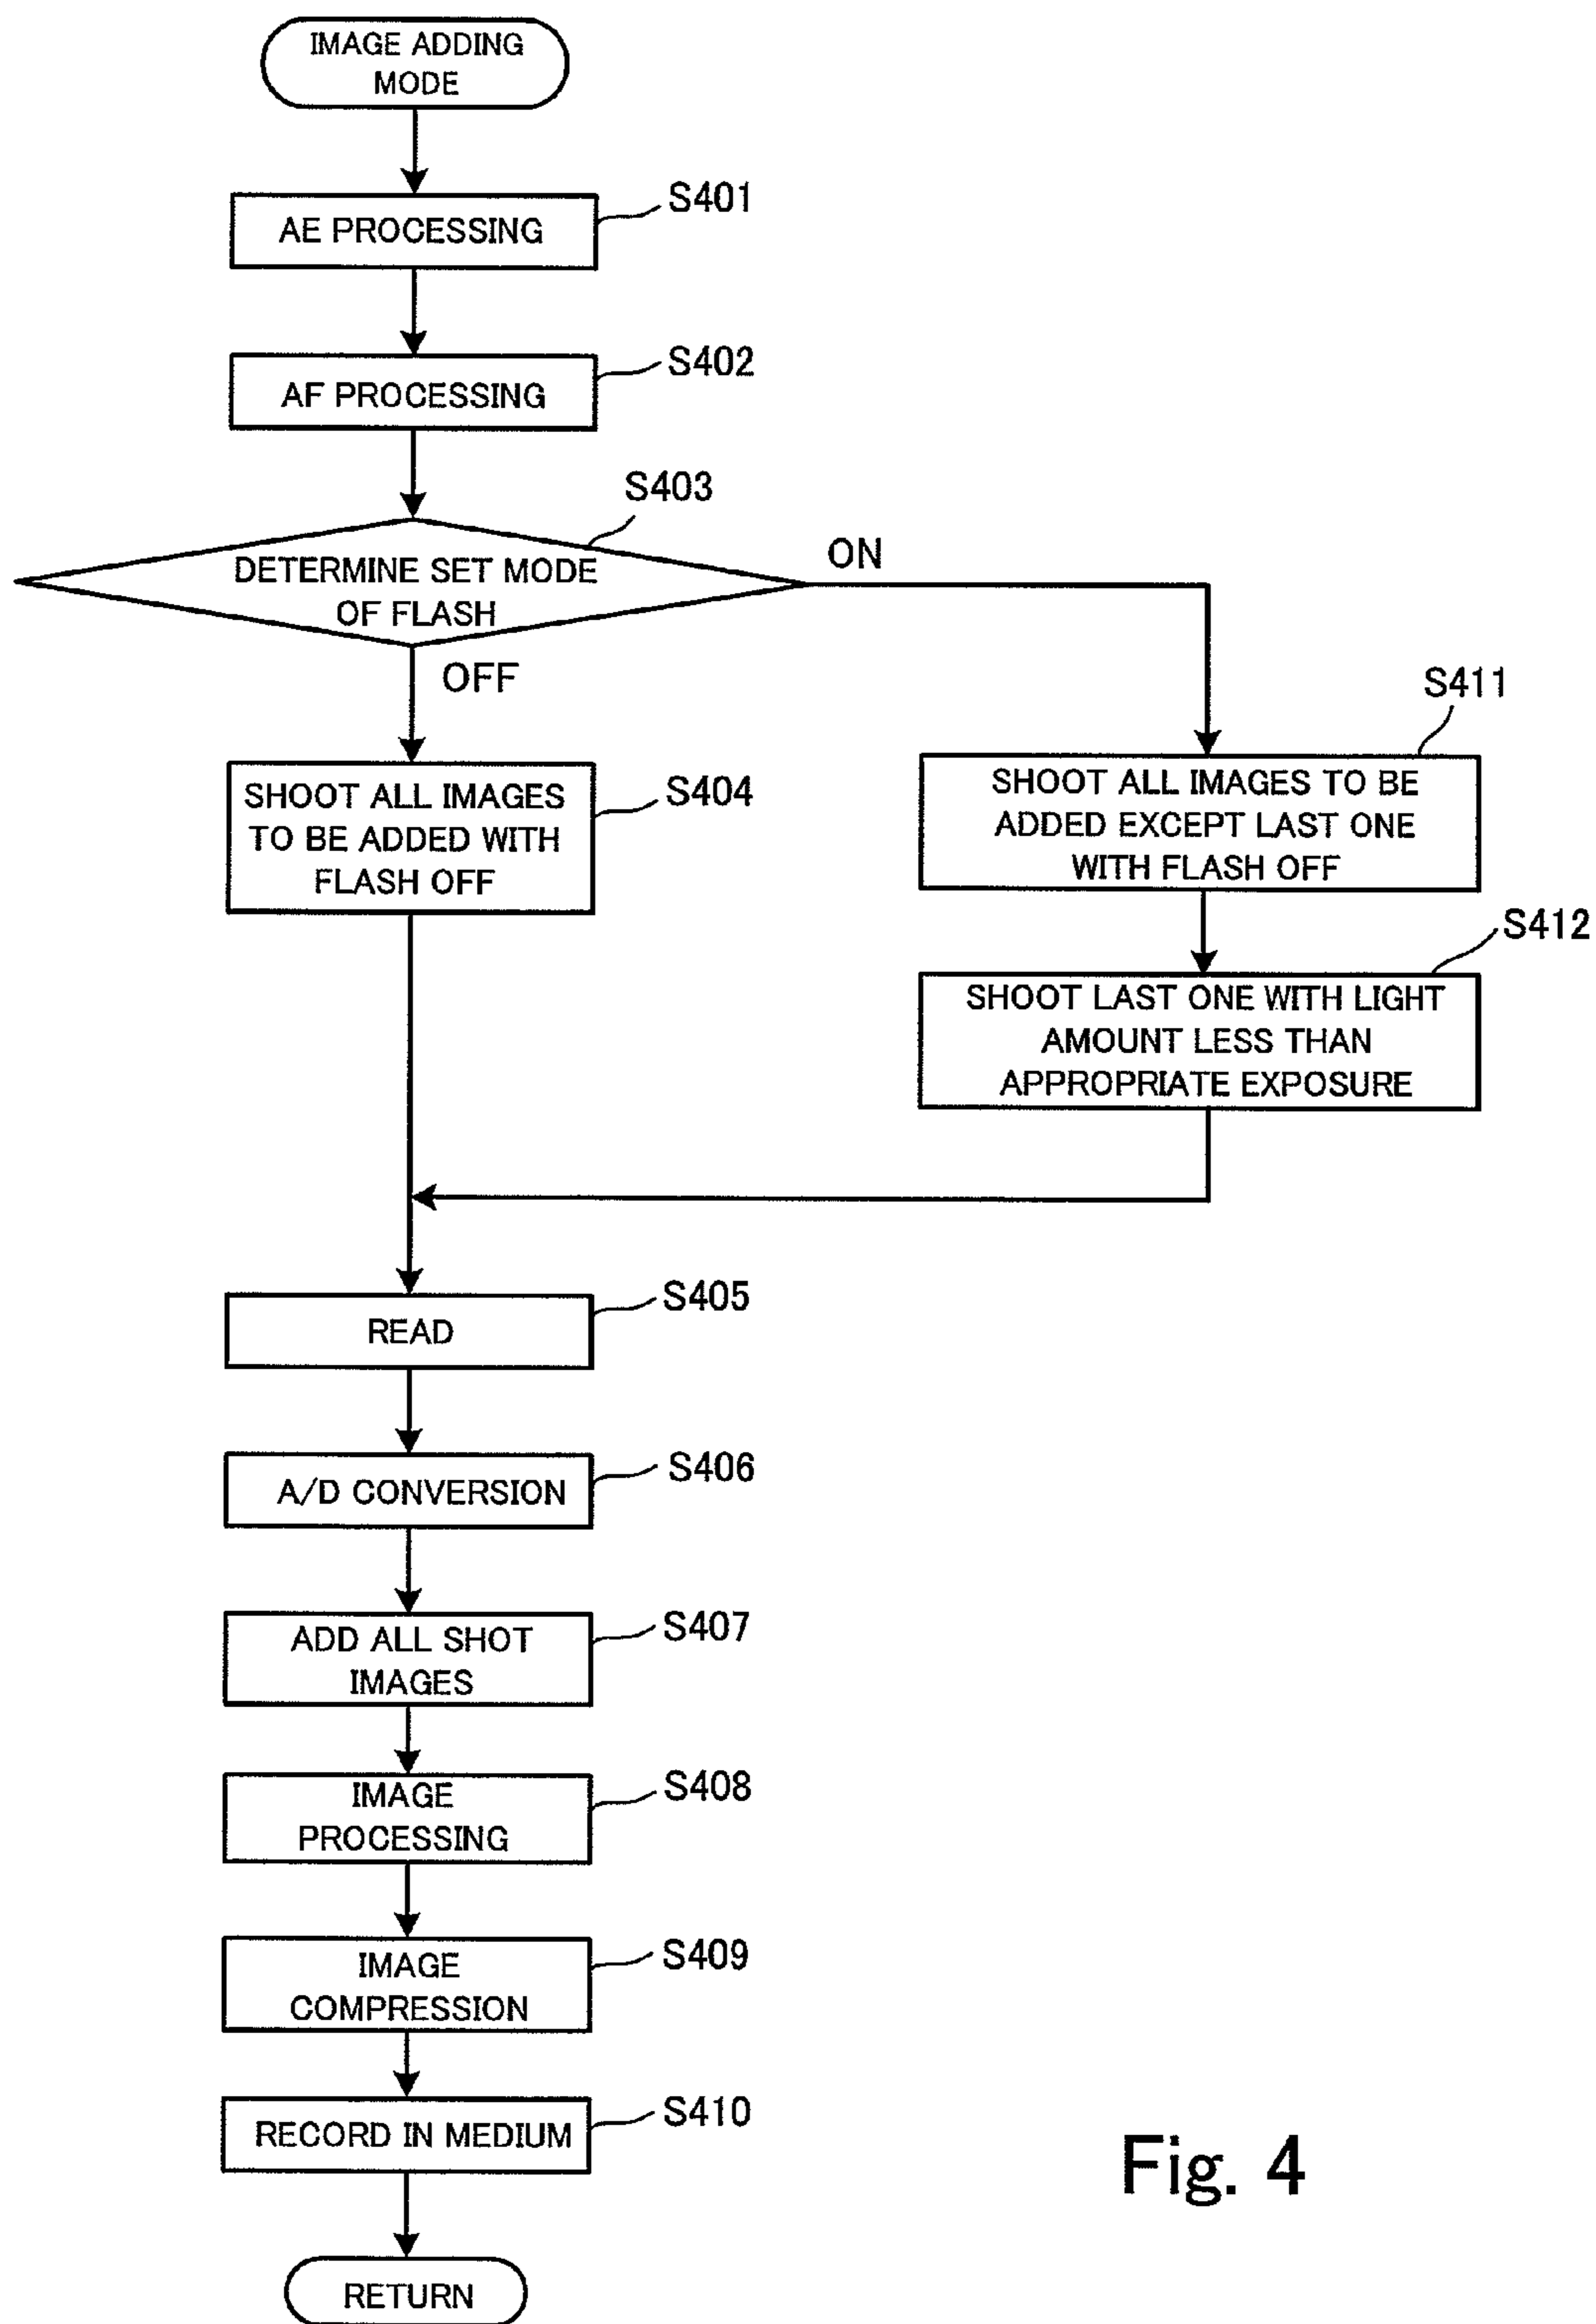 IMAGE ADDING
MODE
S401
AE PROCESSING
S402
AF PROCESSING
S403
DETERMINE SET MODE
OF FLASH
ON
OFF
S404
SHOOT ALL IMAGES
TO BE ADDED WITH
FLASH OFF
S411
SHOOT ALL IMAGES TO BE
ADDED EXCEPT LAST ONE
WITH FLASH OFF
S412
SHOOT LAST ONE WITH LIGHT
AMOUNT LESS THAN
APPROPRIATE EXPOSURE
S405
READ
S406
A/D CONVERSION
S407
ADD ALL SHOT
IMAGES
S408
IMAGE
PROCESSING
S409
IMAGE
COMPRESSION
S410
RECORD IN MEDIUM
RETURN
Fig. 4